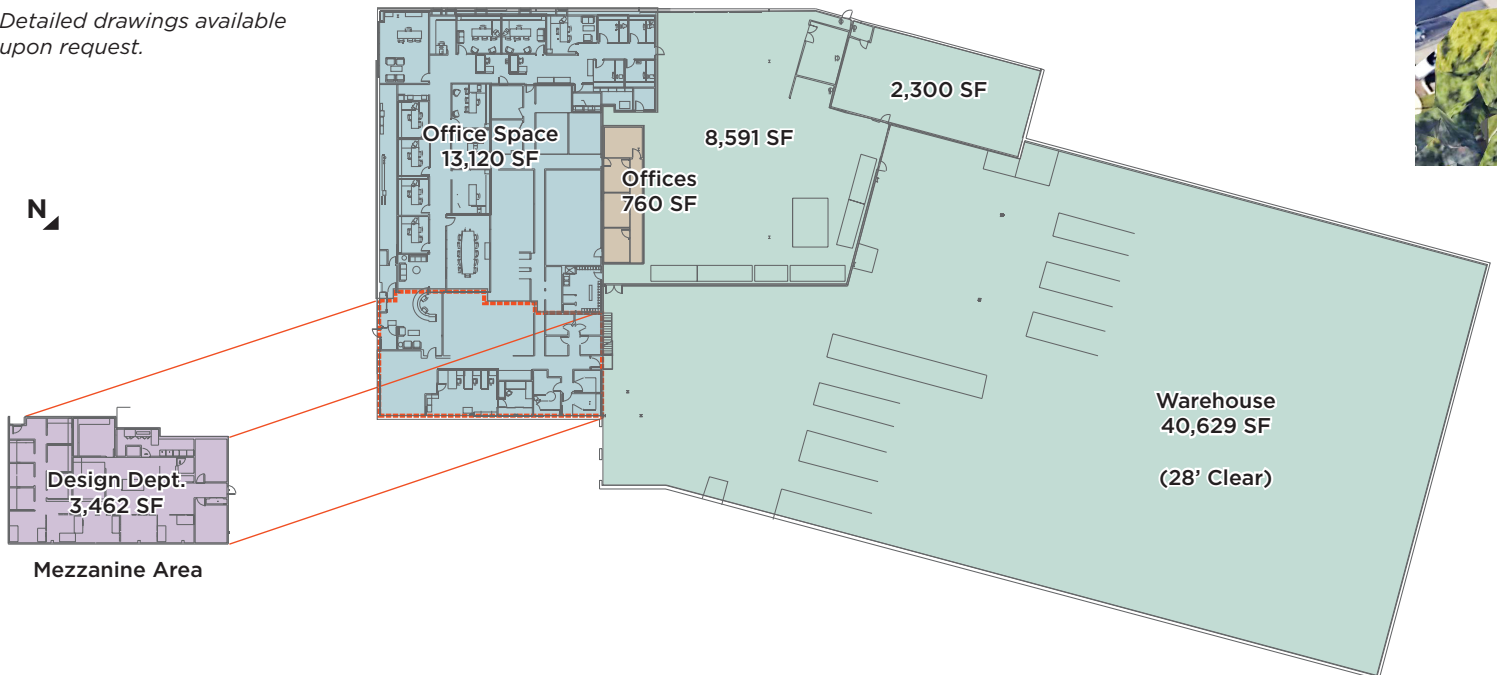 Detailed drawings available
upon request.
2,300 SF
Office Space
13,120 SF
8,591 SF
Offices
760 SF
N
Warehouse
40,629 SF
(28’ Clear)
Design Dept.
3,462 SF
Mezzanine Area